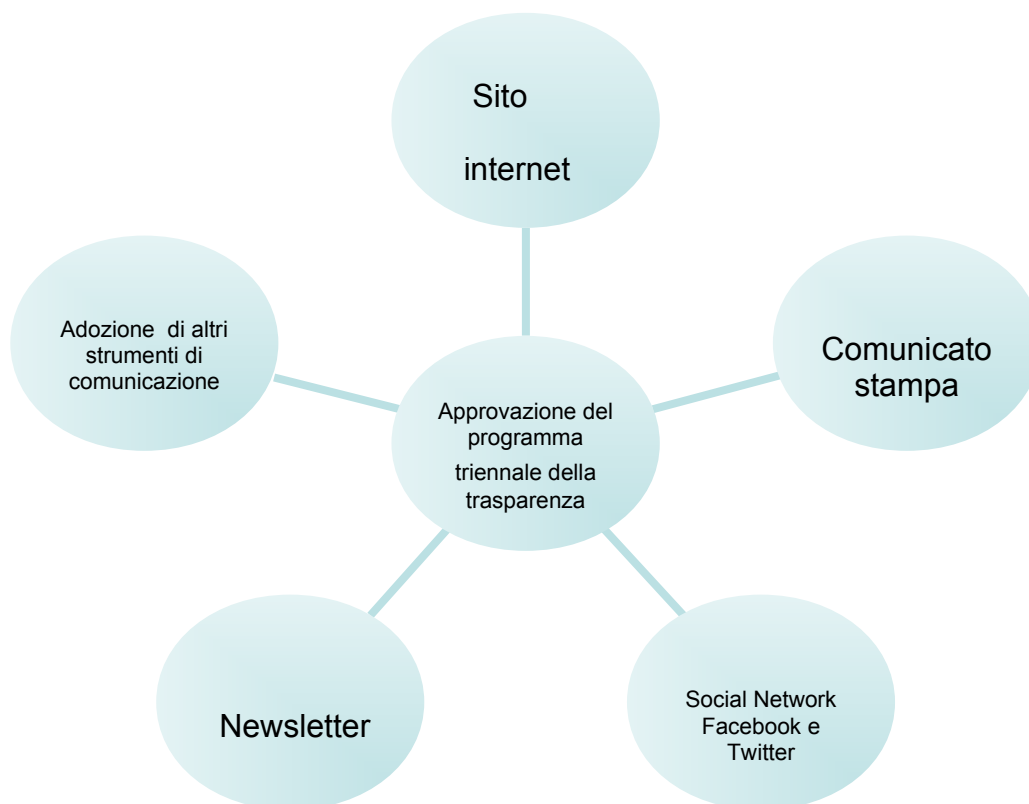 Sito
internet
Adozione di altri
strumenti di
comunicazione
Comunicato
stampa
Approvazione del
programma
triennale della
trasparenza
Newsletter
Social Network
Facebook e
Twitter